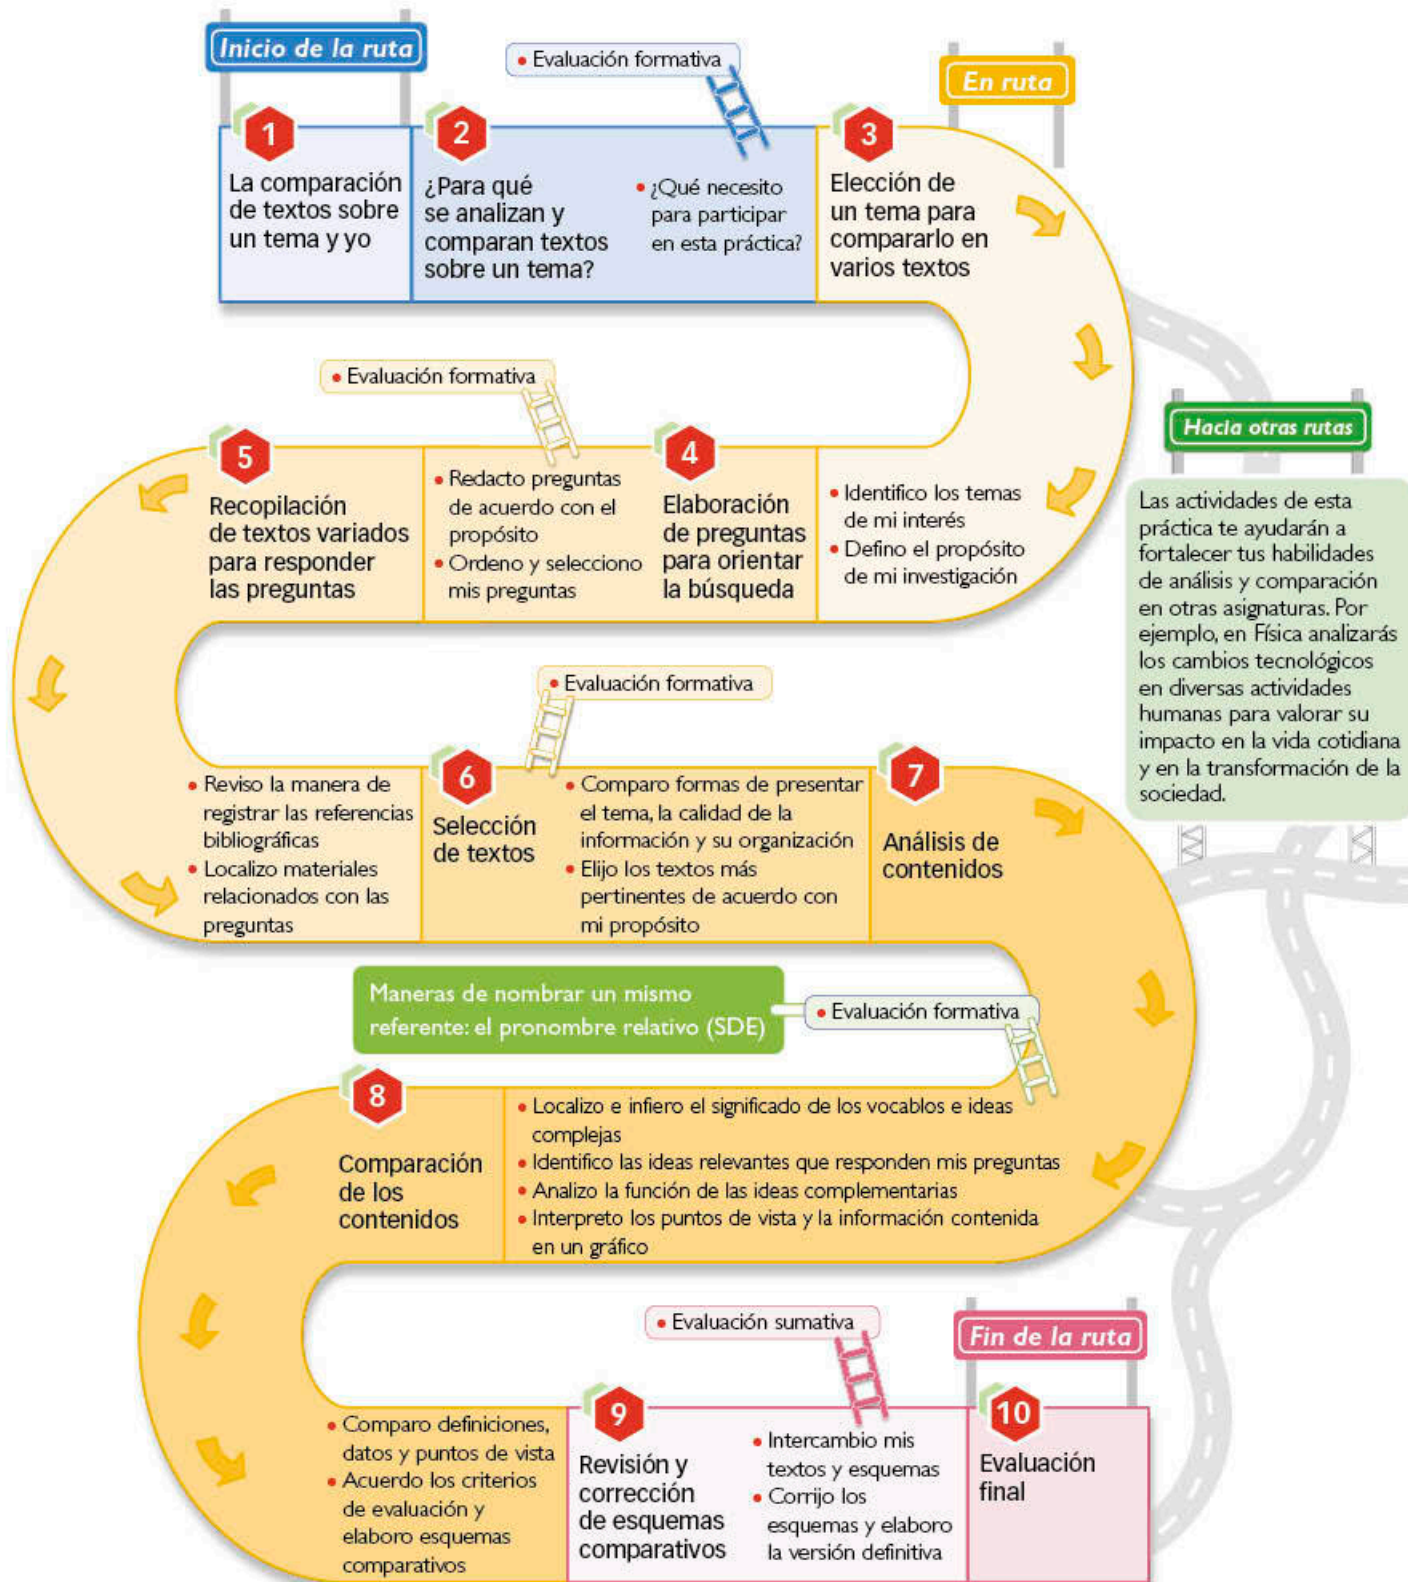 Inicio de la ruta
• Evaluación formativa
En ruta
1
La comparación
de textos sobre
un tema y yo
2
¿Para qué
se analizan y
comparan textos
sobre un tema?
• ¿Qué necesito
para participar
en esta práctica?
3
Elección de
un tema para
compararlo en
varios textos
• Identifico los temas
de mi interés
• Defino el propósito
de mi investigación
• Evaluación formativa
4
Elaboración
de preguntas
para orientar
la búsqueda
• Redacto preguntas
de acuerdo con el
propósito
• Ordeno y selecciono
mis preguntas
5
Recopilación
de textos variados
para responder
las preguntas
• Reviso la manera de
registrar las referencias
bibliográficas
• Localizo materiales
relacionados con las
preguntas
Hacia otras rutas
Las actividades de esta
práctica te ayudarán a
fortalecer tus habilidades
de análisis y comparación
en otras asignaturas. Por
ejemplo, en Física analizarás
los cambios tecnológicos
en diversas actividades
humanas para valorar su
impacto en la vida cotidiana
y en la transformación de la
sociedad.
• Evaluación formativa
6
Selección
de textos
• Comparo formas de presentar
el tema, la calidad de la
información y su organización
• Elijo los textos más
pertinentes de acuerdo con
mi propósito
7
Análisis de
contenidos
Maneras de nombrar un mismo
referente: el pronombre relativo (SDE)
• Evaluación formativa
• Localizo e infiero el significado de los vocablos e ideas
complejas
• Identifico las ideas relevantes que responden mis preguntas
• Analizo la función de las ideas complementarias
• Interpreto los puntos de vista y la información contenida
en un gráfico
8
Comparación
de los
contenidos
• Comparo definiciones,
datos y puntos de vista
• Acuerdo los criterios
de evaluación y
elaboro esquemas
comparativos
• Evaluación sumativa
Fin de la ruta
9
Revisión y
corrección
de esquemas
comparativos
• Intercambio mis
textos y esquemas
• Corrijo los
esquemas y elaboro
la versión definitiva
10
Evaluación
final